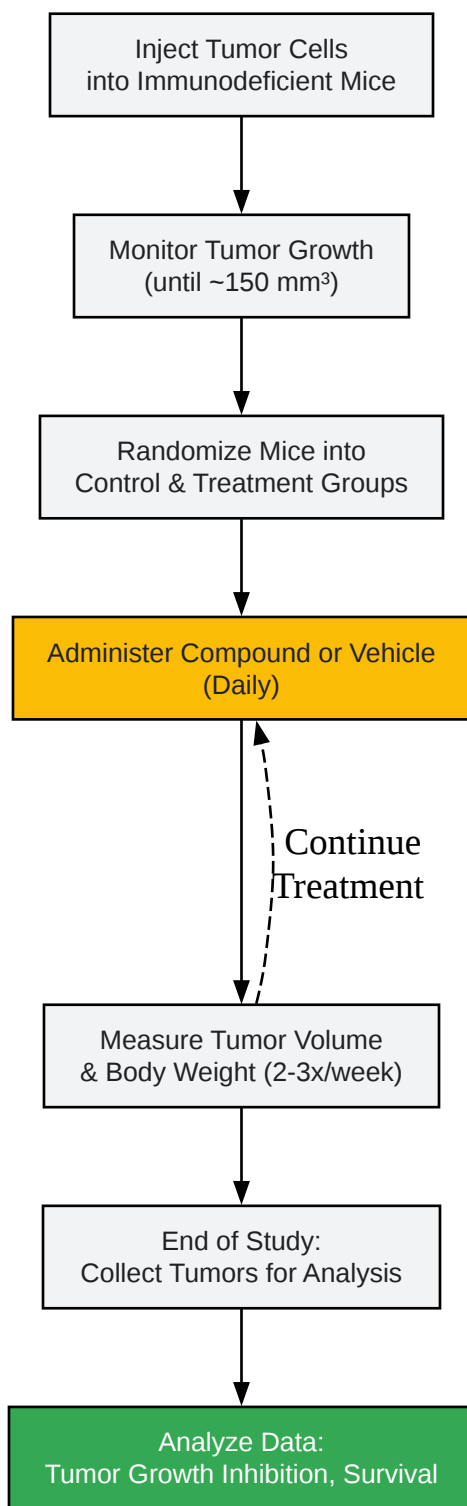 Inject Tumor Cells
into Immunodeficient Mice
Monitor Tumor Growth
(until ~150 mm³)
Randomize Mice into
Control & Treatment Groups
Administer Compound or Vehicle
(Daily)
Continue
Treatment
Measure Tumor Volume
& Body Weight (2-3x/week)
End of Study:
Collect Tumors for Analysis
Analyze Data:
Tumor Growth Inhibition, Survival